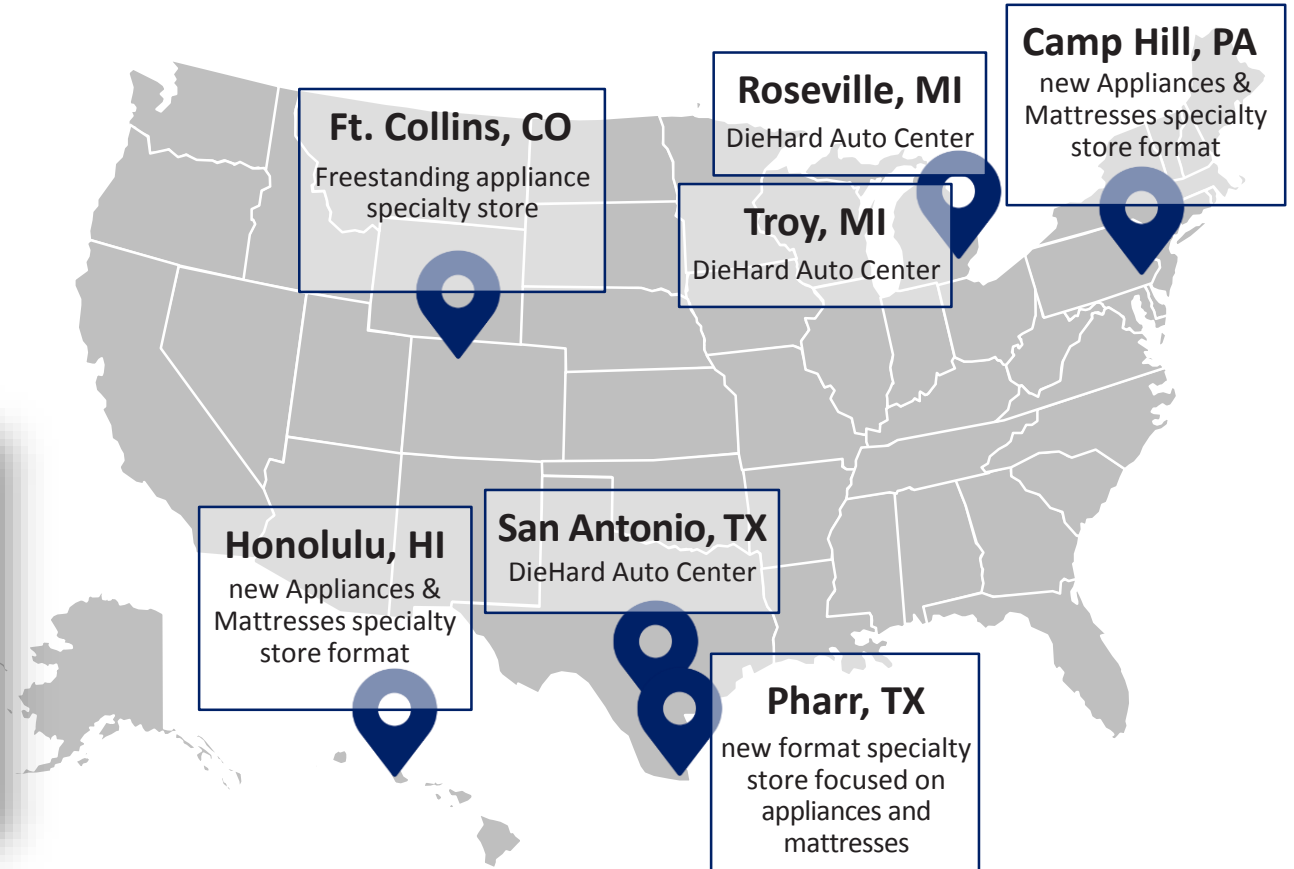 Camp Hill, PA
new Appliances &
Mattresses specialty
store format
Roseville, MI
DieHard Auto Center
Ft. Collins, CO
Freestanding appliance
specialty store
Troy, MI
DieHard Auto Center
San Antonio, TX
DieHard Auto Center
Honolulu, HI
new Appliances &
Mattresses specialty
store format
Pharr, TX
new format specialty
store focused on
appliances and
mattresses